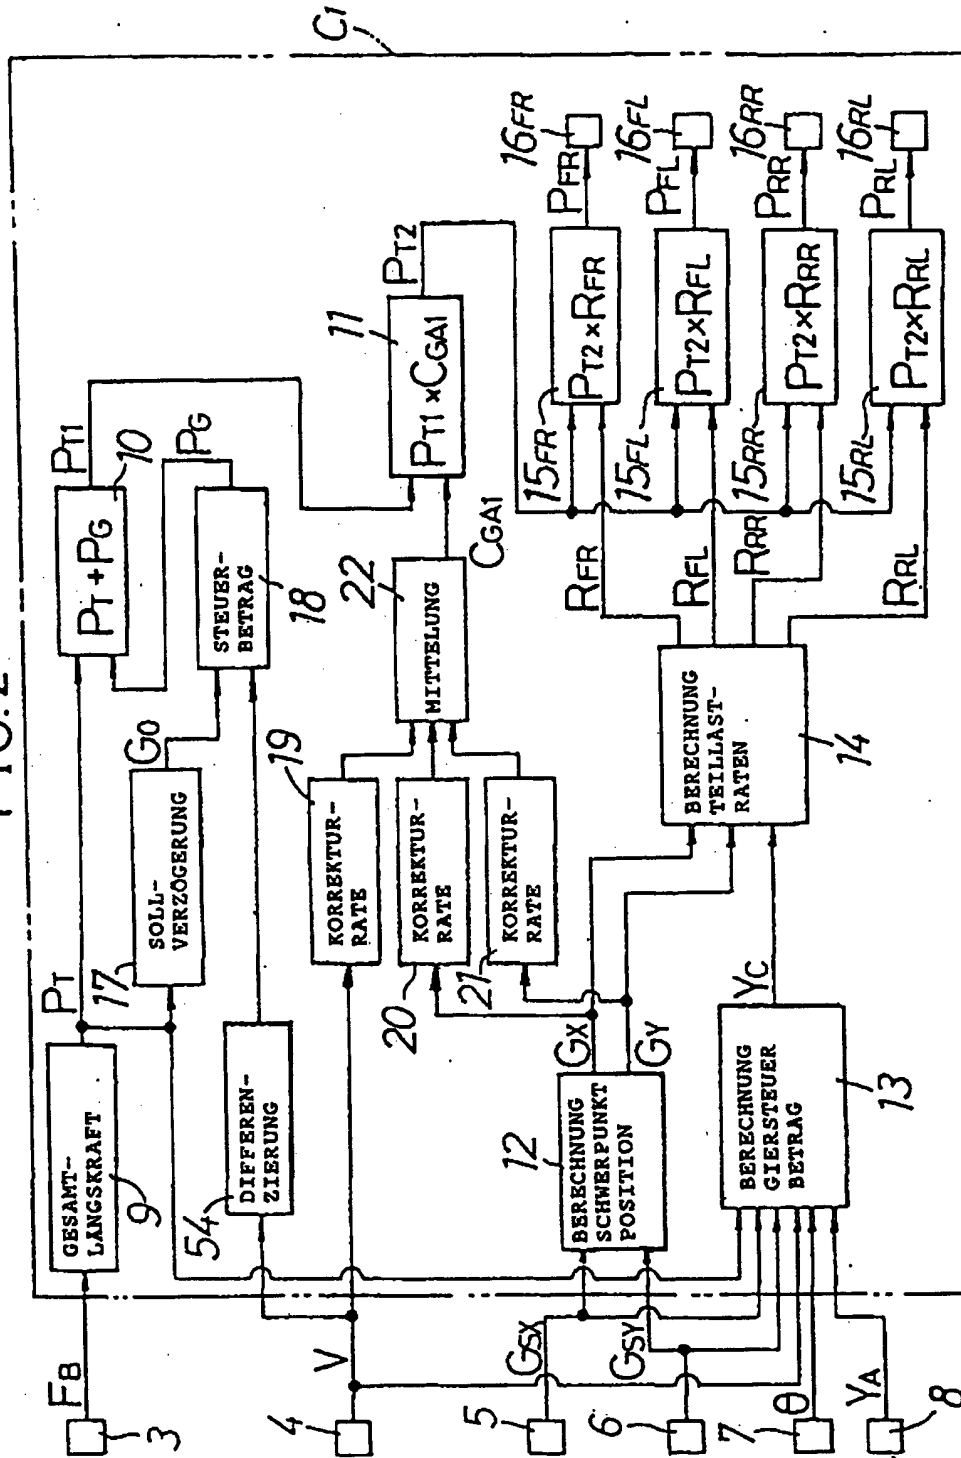 FIG. 2
C1
FB
3
GESAMT-
LÄNGSKRAFT
9
PT
17
SOLL-
VERZÖGERUNG
G0
PT + PG
10
PT1
PG
STEUER-
BETRAG
18
54
DIFFEREN-
ZIERUNG
V
4
KORREKTUR-
RATE
19
KORREKTUR-
RATE
20
KORREKTUR-
RATE
21
MITTELUNG
22
CGA1
PT1 × CGA1
11
PT2
GSX
5
GSY
6
12
BERECHNUNG
SCHWERPUNKT
POSITION
GX
GY
θ
7
YA
8
BERECHNUNG
GIERSTEUER
BETRAG
13
YC
BERECHNUNG
TEILLAST-
RATEN
14
RFR
RFL
RRR
RRL
15FR
PT2 × RFR
PFR
16FR
15FL
PT2 × RFL
PFL
16FL
15RR
PT2 × RRR
PRR
16RR
15RL
PT2 × RRL
PRL
16RL